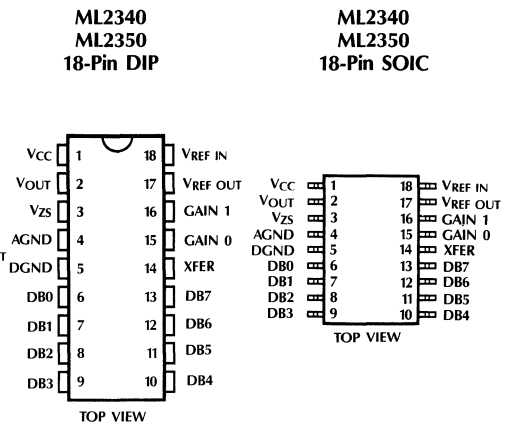 ML2340
ML2350
18-Pin DIP
VCC 1 18 VREF IN
VOUT 2 17 VREF OUT
VZS 3 16 GAIN 1
AGND 4 15 GAIN 0
T
DGND 5 14 XFER
DB0 6 13 DB7
DB1 7 12 DB6
DB2 8 11 DB5
DB3 9 10 DB4
TOP VIEW
ML2340
ML2350
18-Pin SOIC
VCC 1 18 VREF IN
VOUT 2 17 VREF OUT
VZS 3 16 GAIN 1
AGND 4 15 GAIN 0
DGND 5 14 XFER
DB0 6 13 DB7
DB1 7 12 DB6
DB2 8 11 DB5
DB3 9 10 DB4
TOP VIEW